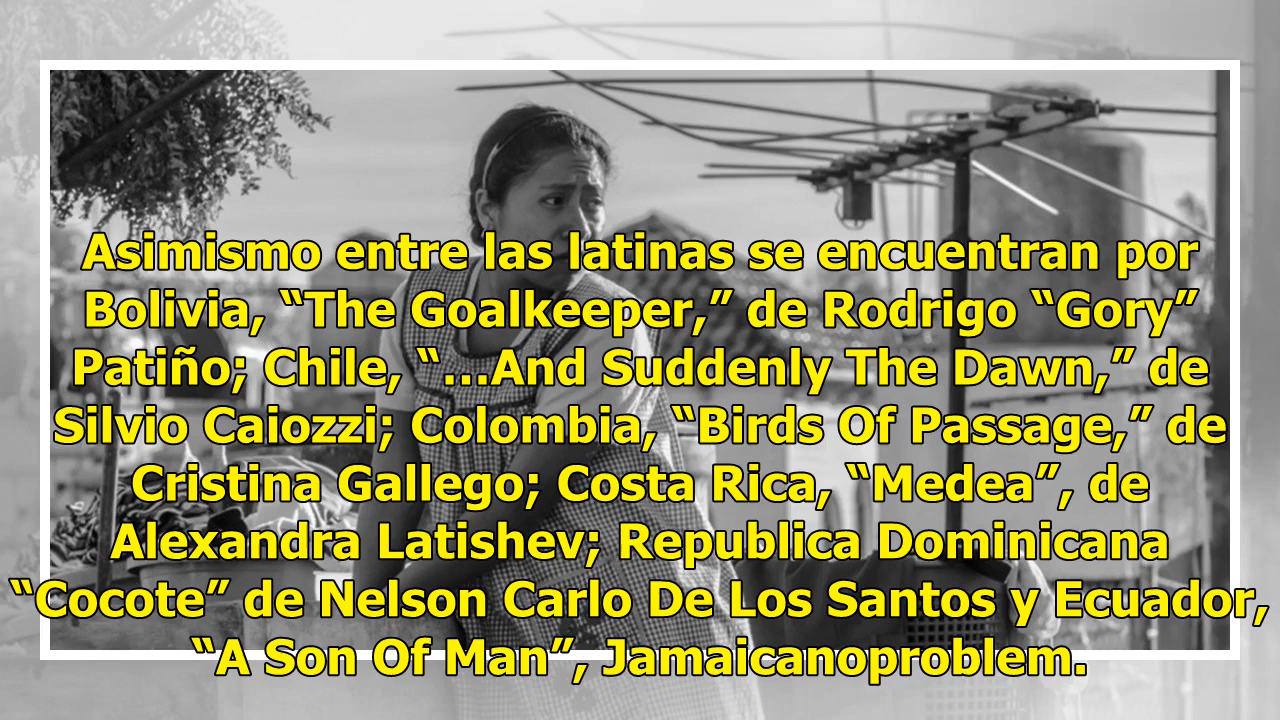 Asimismo entre las latinas se encuentran por
Bolivia, “The Goalkeeper,” de Rodrigo “Gory”
Patiño; Chile, “...And Suddenly The Dawn,” de
Silvio Caiozzi; Colombia, “Birds Of Passage,” de
Cristina Gallego; Costa Rica, “Medea”, de
Alexandra Latishev; Republica Dominicana
“Cocote” de Nelson Carlo De Los Santos y Ecuador,
“A Son Of Man”, Jamaicanoproblem.